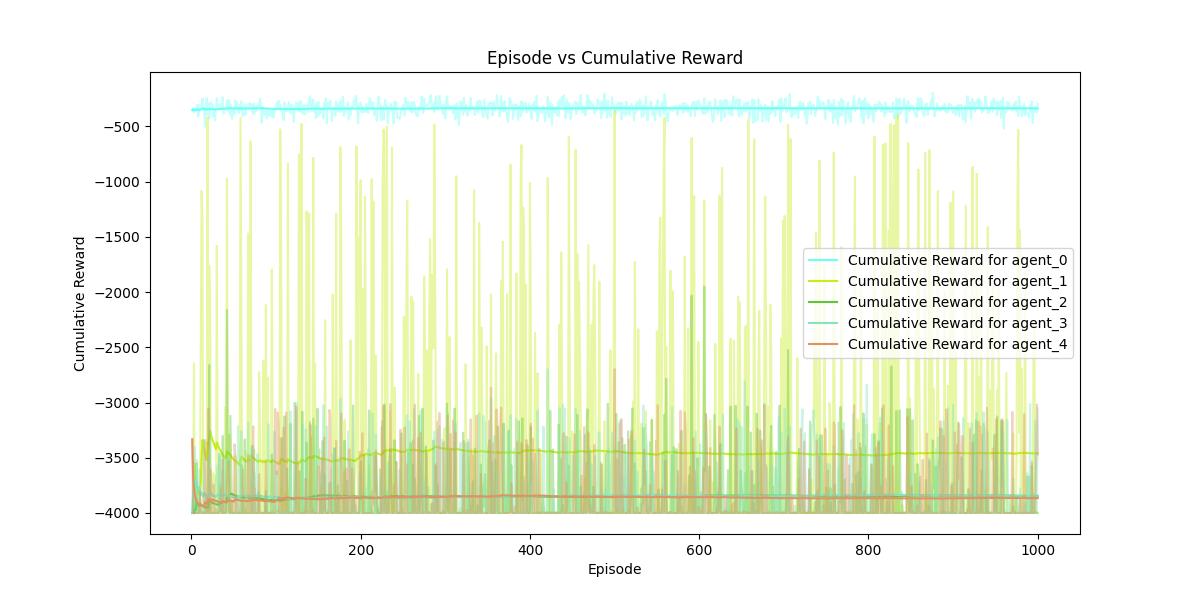 Episode vs Cumulative Reward
Cumulative Reward
−500
−1000
−1500
−2000
−2500
−3000
−3500
−4000
Cumulative Reward for agent_0
Cumulative Reward for agent_1
Cumulative Reward for agent_2
Cumulative Reward for agent_3
Cumulative Reward for agent_4
0
200
400
600
800
1000
Episode